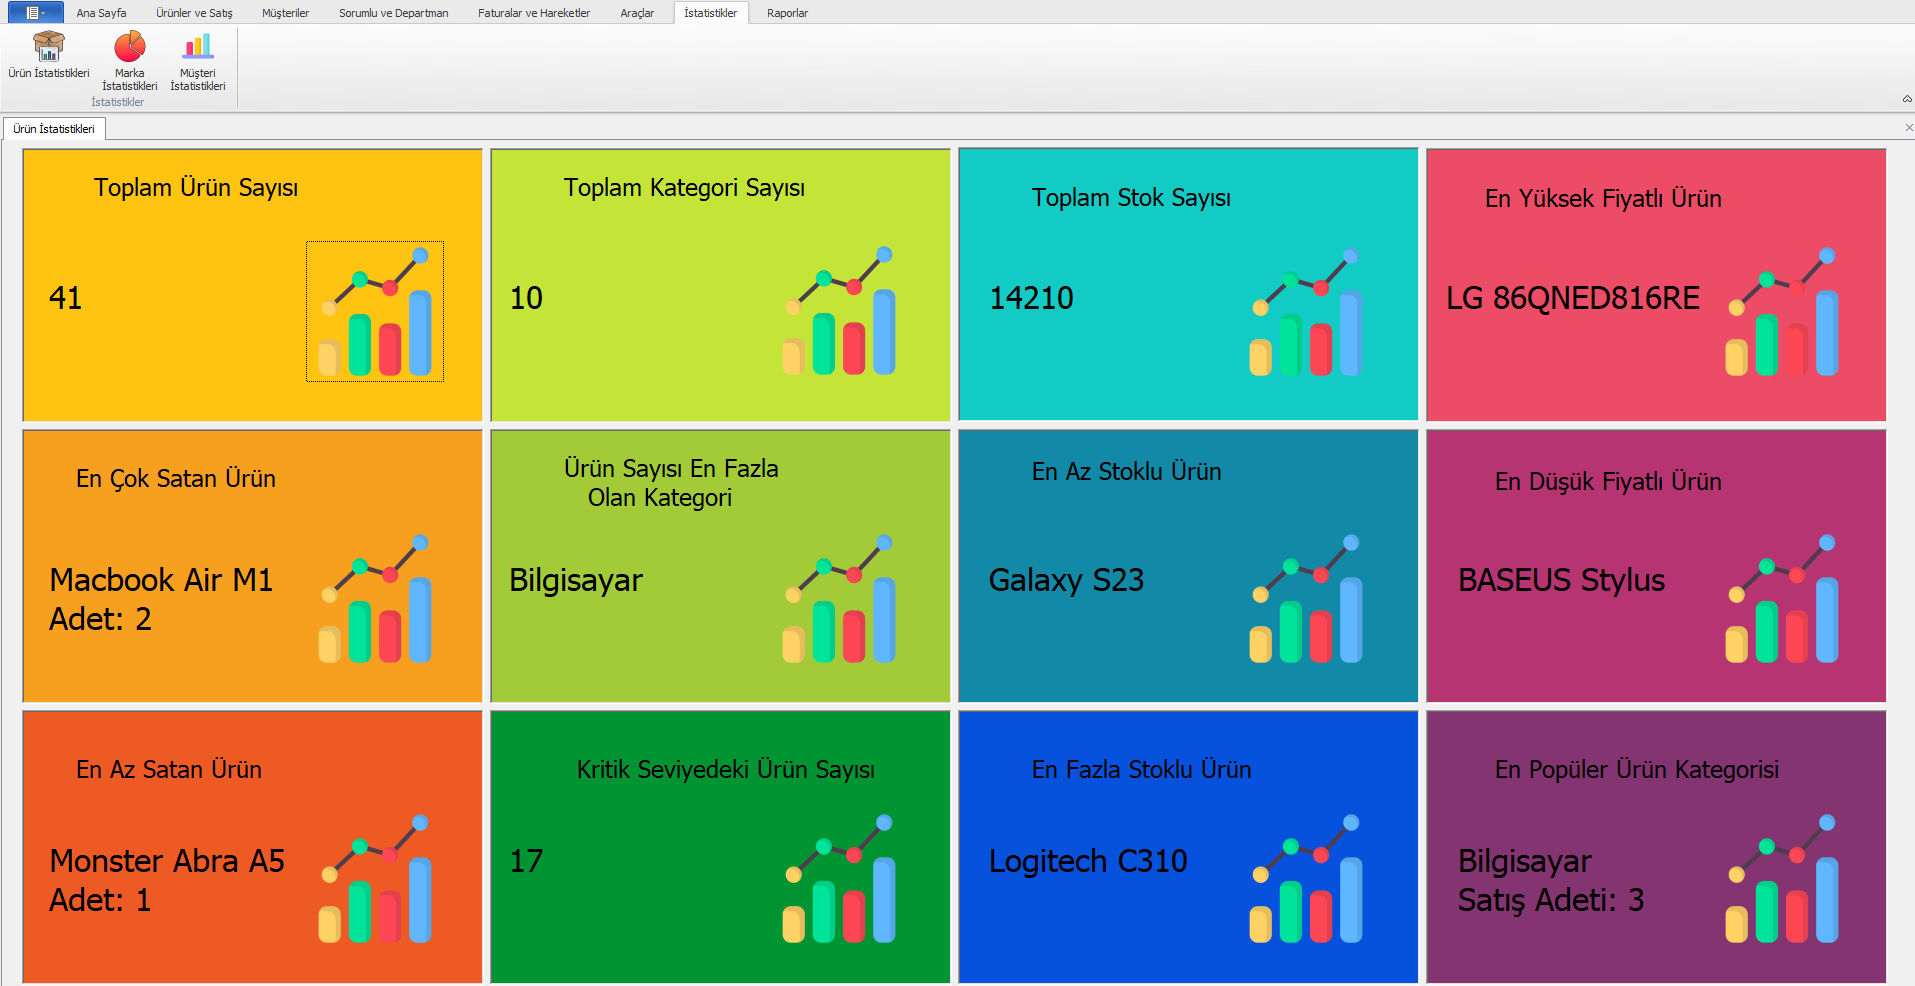 Ana Sayfa
Ürünler ve Satış
Müşteriler
Sorumlu ve Departman
Faturalar ve Hareketler
Araçlar
İstatistikler
Raporlar
Ürün İstatistikleri
Marka
İstatistikleri
Müşteri
İstatistikleri
İstatistikler
Ürün İstatistikleri
Toplam Ürün Sayısı
41
Toplam Kategori Sayısı
10
Toplam Stok Sayısı
14210
En Yüksek Fiyatlı Ürün
LG 86QNED816RE
En Çok Satan Ürün
Macbook Air M1
Adet: 2
Ürün Sayısı En Fazla
Olan Kategori
Bilgisayar
En Az Stoklu Ürün
Galaxy S23
En Düşük Fiyatlı Ürün
BASEUS Stylus
En Az Satan Ürün
Monster Abra A5
Adet: 1
Kritik Seviyedeki Ürün Sayısı
17
En Fazla Stoklu Ürün
Logitech C310
En Popüler Ürün Kategorisi
Bilgisayar
Satış Adeti: 3